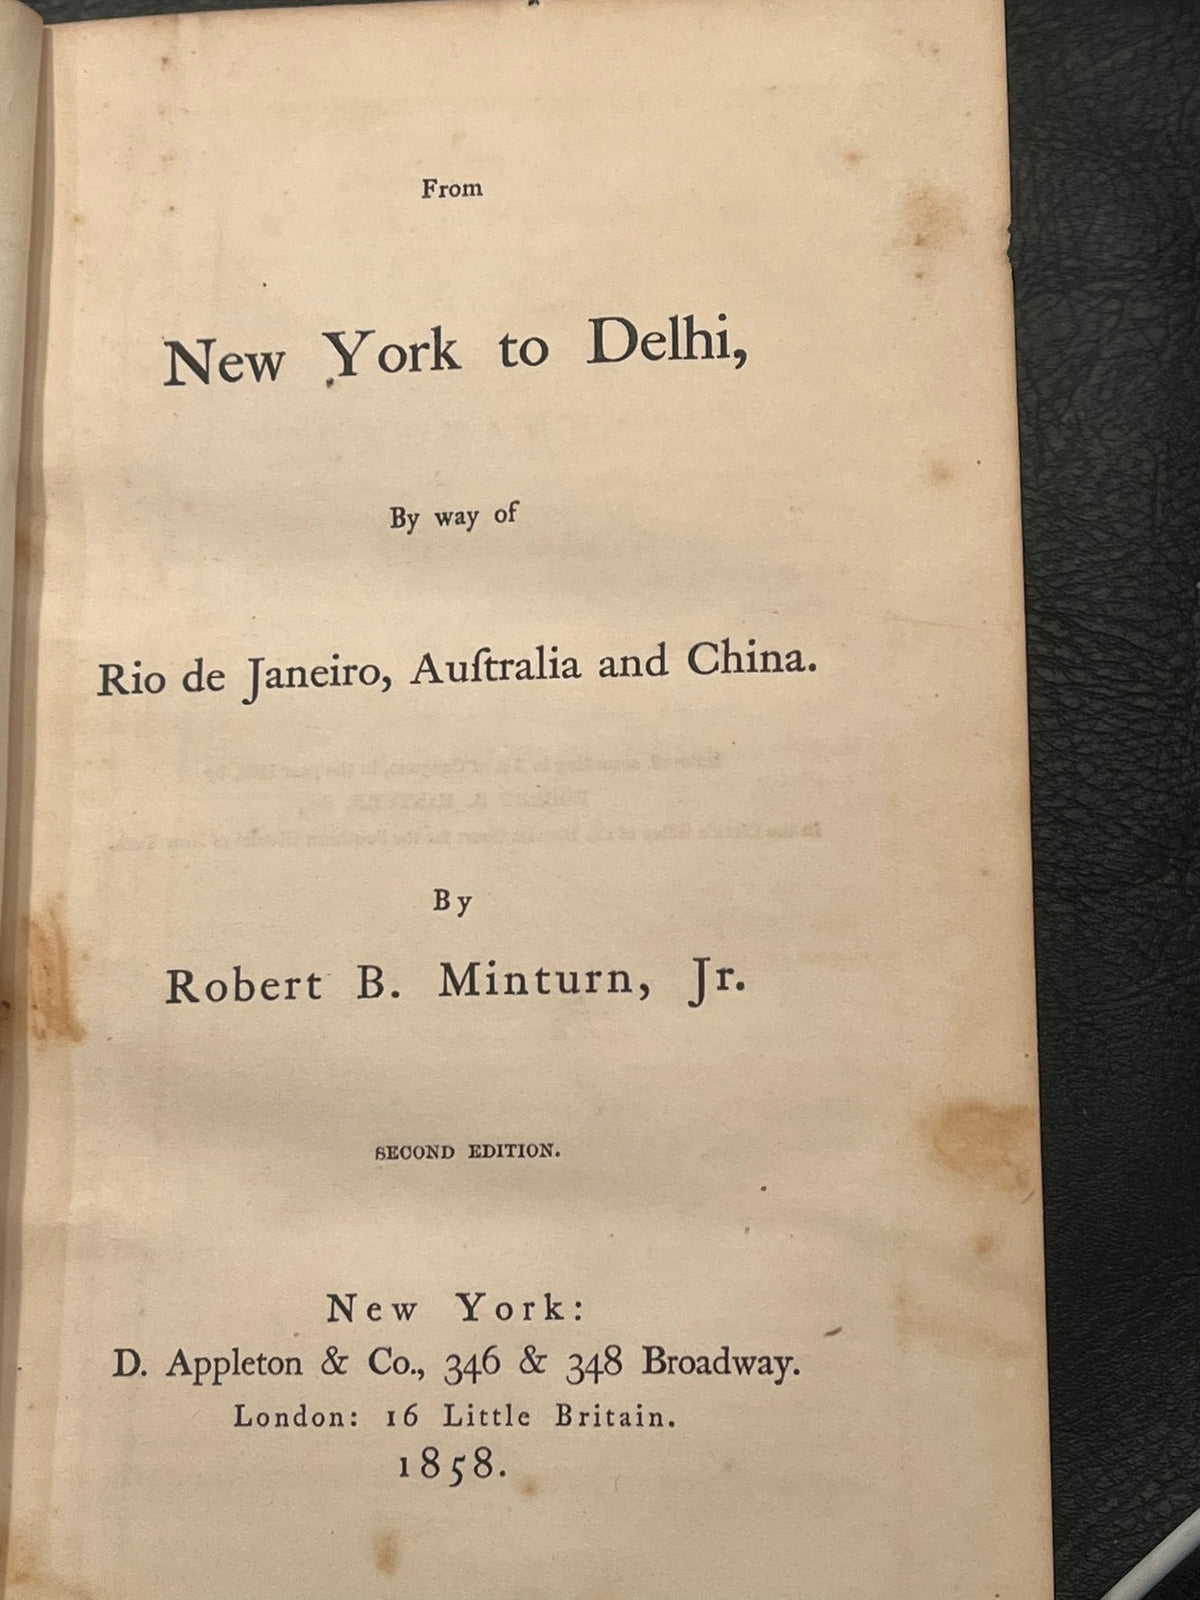 From
New York to Delhi,
By way of
Rio de Janeiro, Auſtralia and China.
By
Robert B. Minturn, Jr.
SECOND EDITION.
New York:
D. Appleton & Co., 346 & 348 Broadway.
London: 16 Little Britain.
1858.